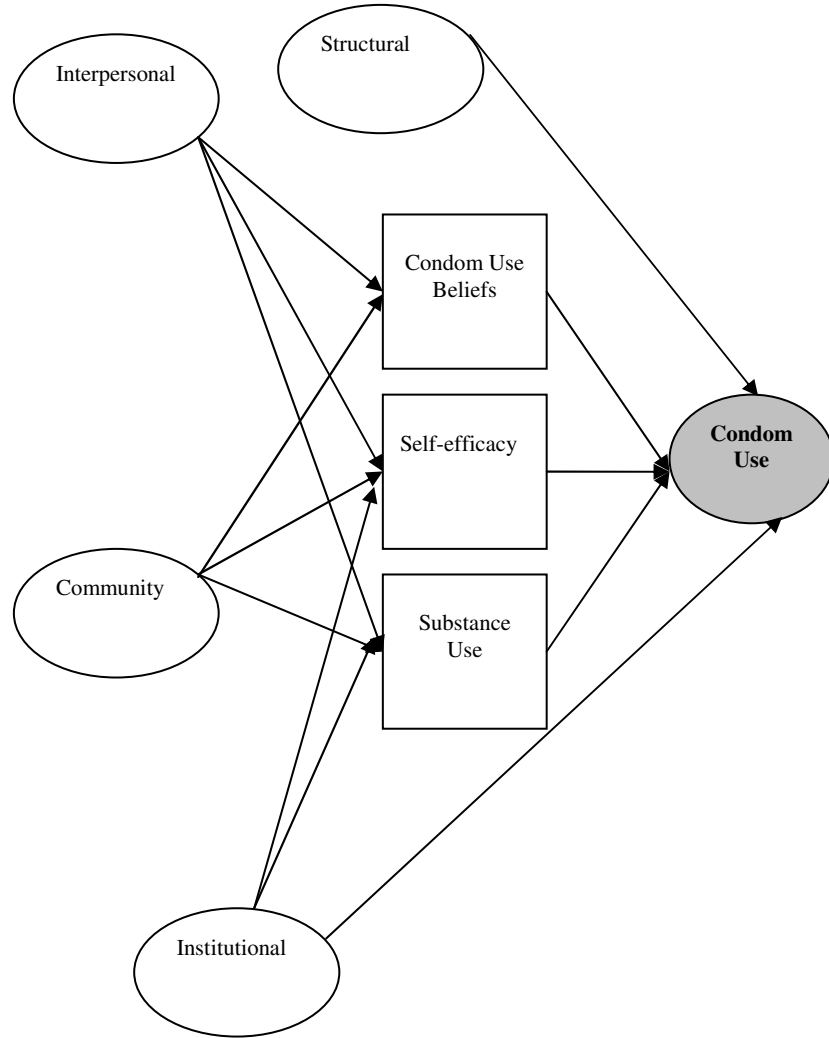 Structural
Interpersonal
Condom Use
Beliefs
Self-efficacy
Condom
Use
Community
Substance
Use
Institutional